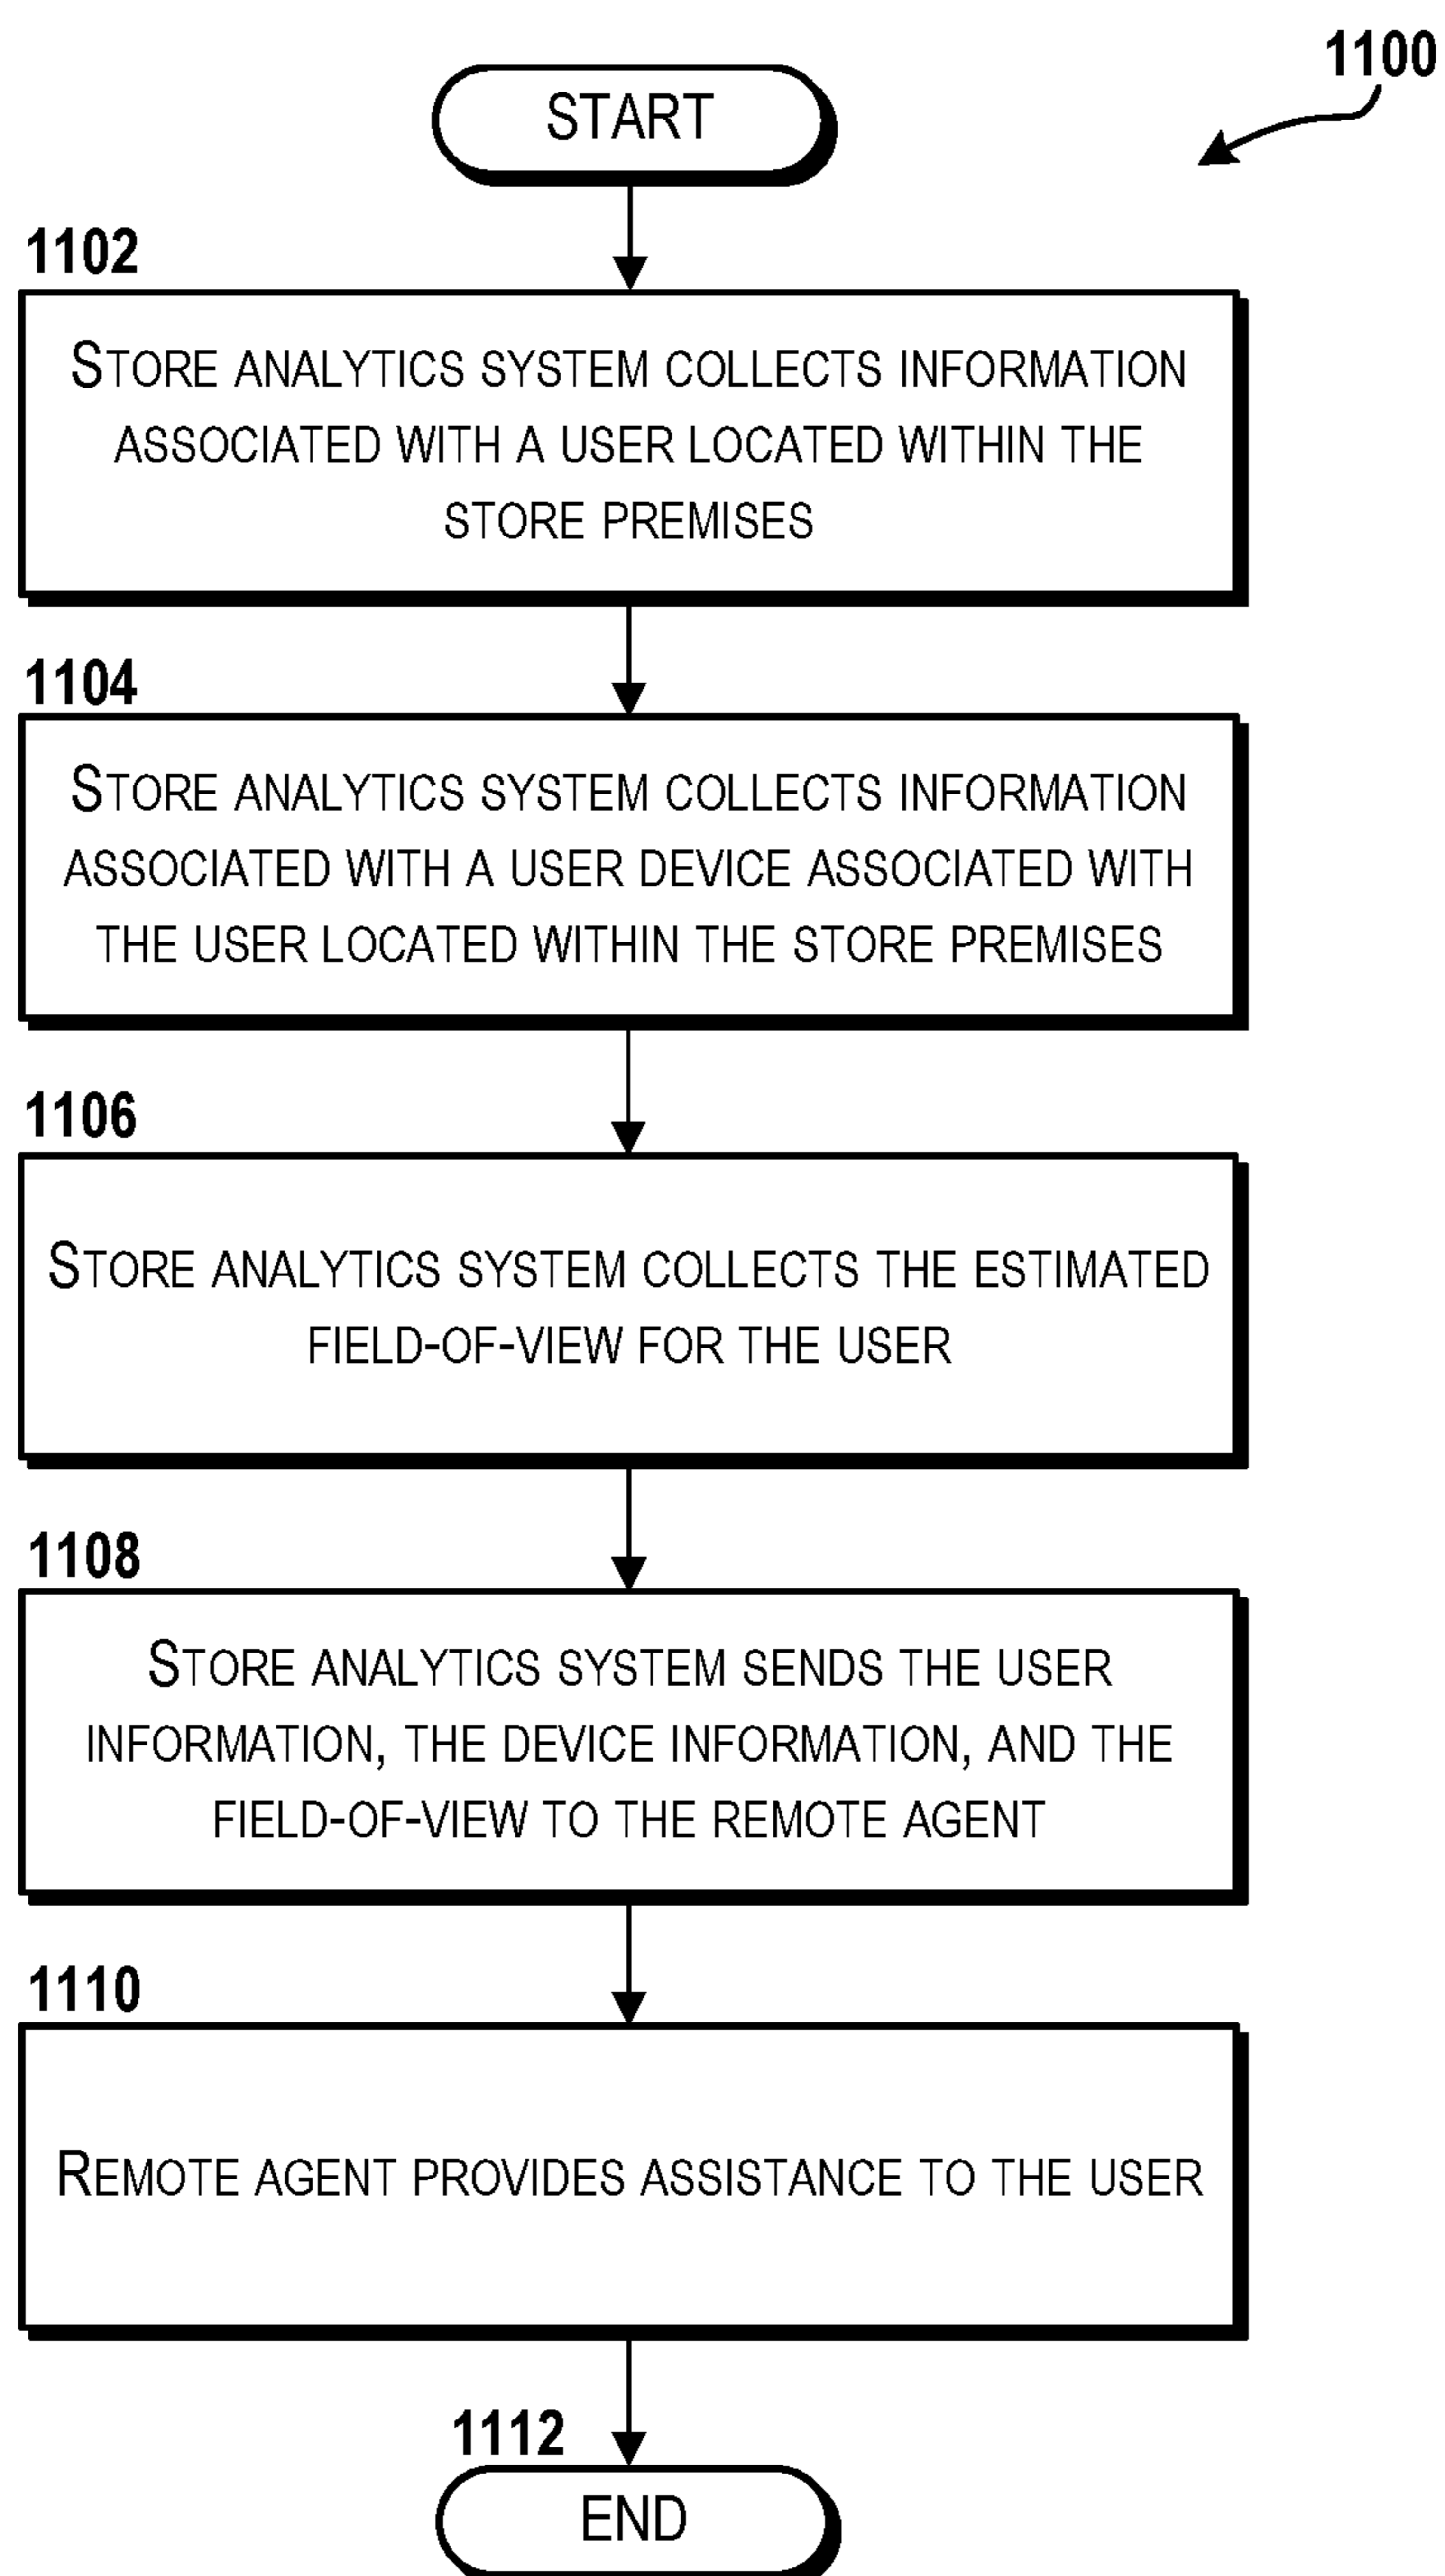 1100
START
1102
STORE ANALYTICS SYSTEM COLLECTS INFORMATION
ASSOCIATED WITH A USER LOCATED WITHIN THE
STORE PREMISES
1104
STORE ANALYTICS SYSTEM COLLECTS INFORMATION
ASSOCIATED WITH A USER DEVICE ASSOCIATED WITH
THE USER LOCATED WITHIN THE STORE PREMISES
1106
STORE ANALYTICS SYSTEM COLLECTS THE ESTIMATED
FIELD-OF-VIEW FOR THE USER
1108
STORE ANALYTICS SYSTEM SENDS THE USER
INFORMATION, THE DEVICE INFORMATION, AND THE
FIELD-OF-VIEW TO THE REMOTE AGENT
1110
REMOTE AGENT PROVIDES ASSISTANCE TO THE USER
1112
END